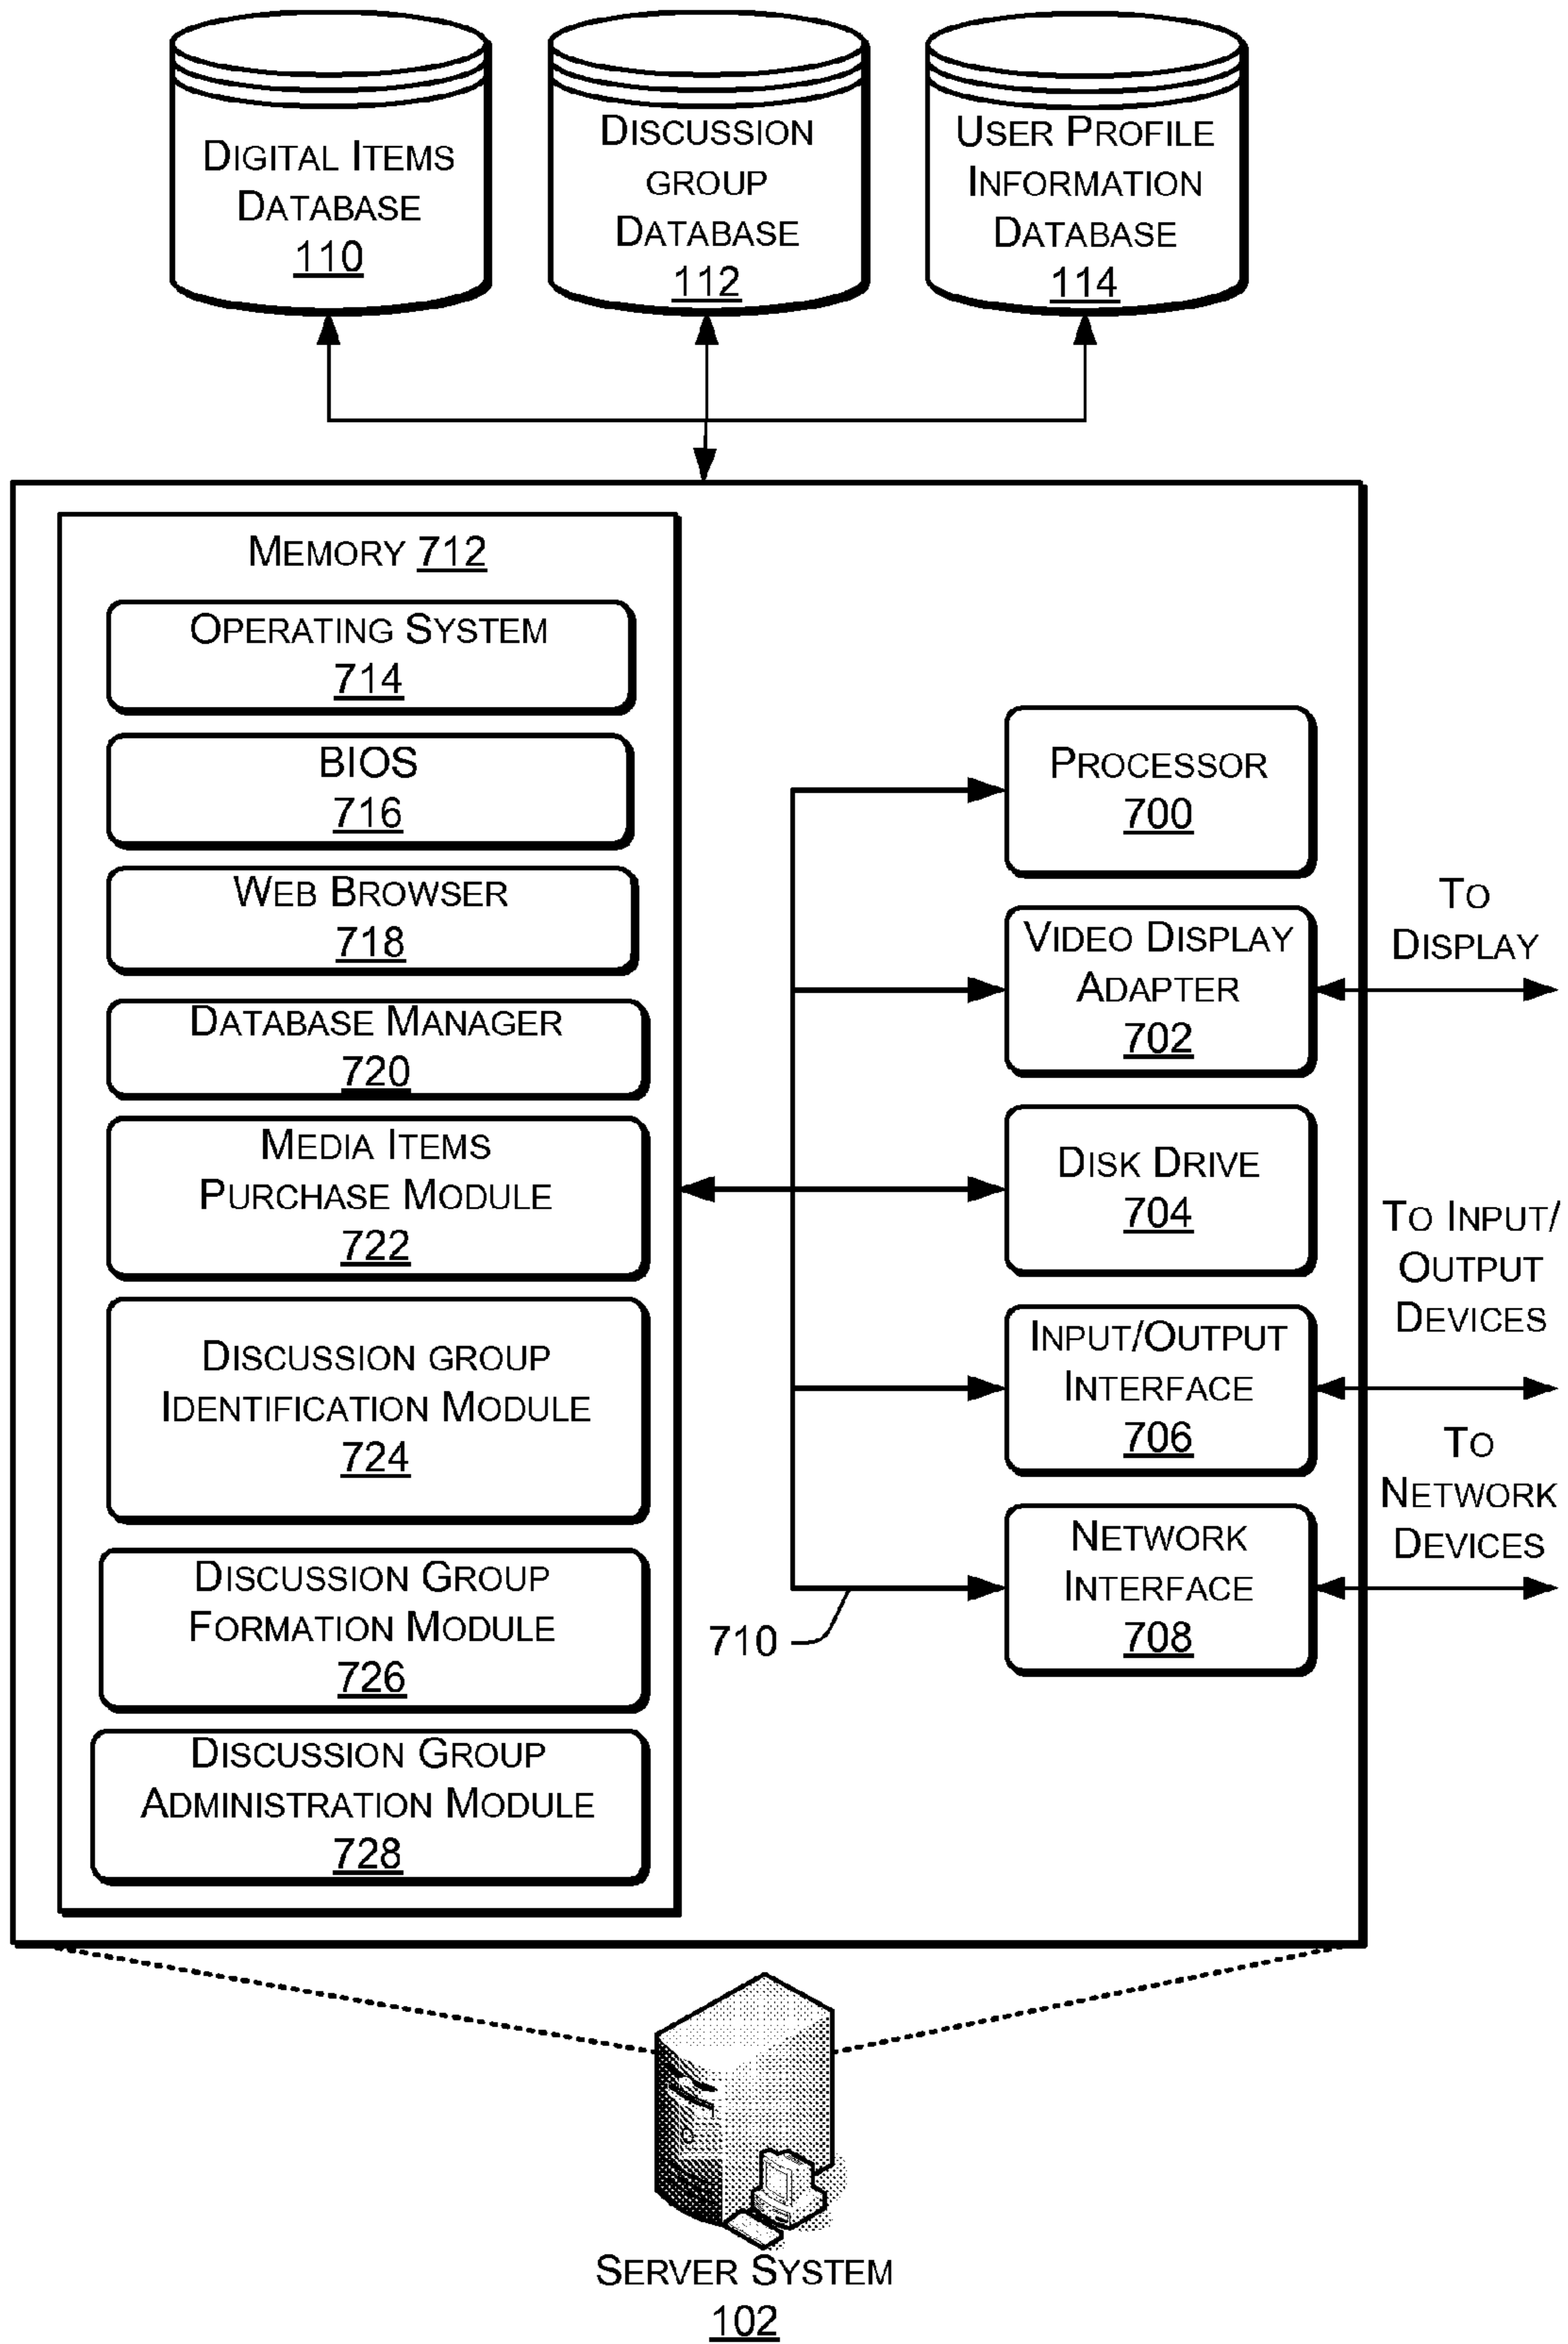 DIGITAL ITEMS
DATABASE
110
DISCUSSION
GROUP
DATABASE
112
USER PROFILE
INFORMATION
DATABASE
114
MEMORY 712
OPERATING SYSTEM
714
BIOS
716
WEB BROWSER
718
DATABASE MANAGER
720
MEDIA ITEMS
PURCHASE MODULE
722
DISCUSSION GROUP
IDENTIFICATION MODULE
724
DISCUSSION GROUP
FORMATION MODULE
726
DISCUSSION GROUP
ADMINISTRATION MODULE
728
PROCESSOR
700
VIDEO DISPLAY
ADAPTER
702
DISK DRIVE
704
INPUT/OUTPUT
INTERFACE
706
NETWORK
INTERFACE
708
710
TO
DISPLAY
TO INPUT/
OUTPUT
DEVICES
TO
NETWORK
DEVICES
SERVER SYSTEM
102